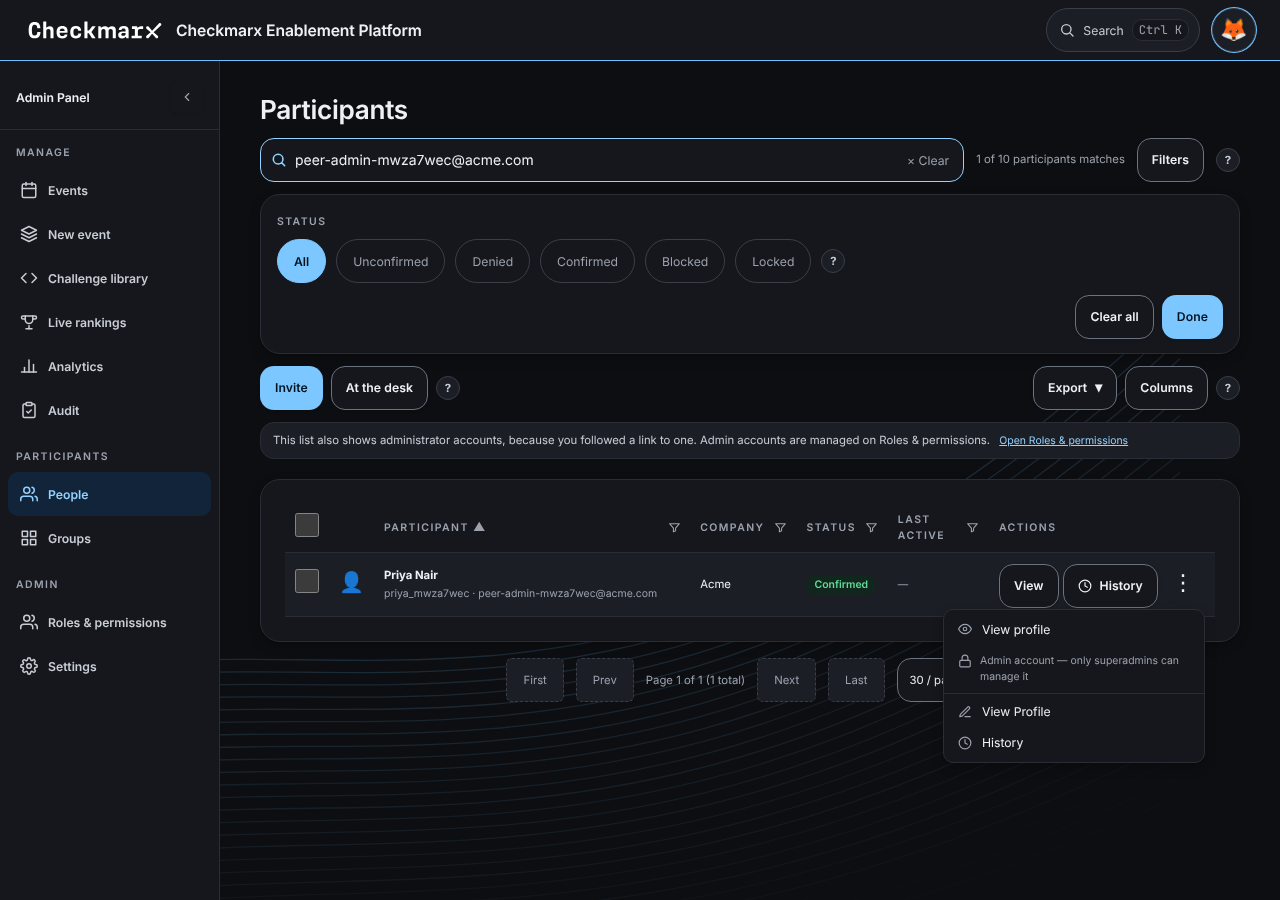 Checkmarx Checkmarx Enablement Platform Search Ctrl K
Admin Panel
MANAGE
Events
New event
Challenge library
Live rankings
Analytics
Audit
PARTICIPANTS
People
Groups
ADMIN
Roles & permissions
Settings
Participants
peer-admin-mwza7wec@acme.com × Clear 1 of 10 participants matches Filters ?
STATUS
All Unconfirmed Denied Confirmed Blocked Locked ?
Clear all Done
Invite At the desk ? Export ▼ Columns ?
This list also shows administrator accounts, because you followed a link to one. Admin accounts are managed on Roles & permissions. Open Roles & permissions
PARTICIPANT ▲ COMPANY STATUS LAST ACTIVE ACTIONS
Priya Nair
priya_mwza7wec · peer-admin-mwza7wec@acme.com Acme Confirmed — View History ⋮
View profile
Admin account — only superadmins can
manage it
View Profile
History
First Prev Page 1 of 1 (1 total) Next Last 30 /